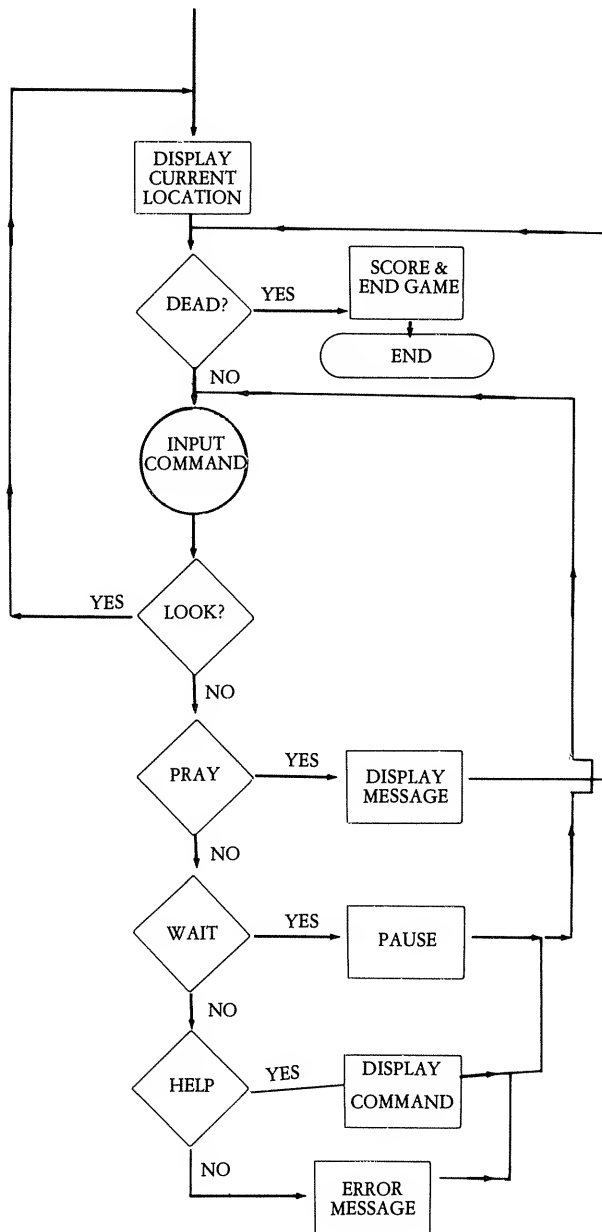 DISPLAY
CURRENT
LOCATION
DEAD?
YES
SCORE &
END GAME
END
NO
INPUT
COMMAND
YES
LOOK?
NO
PRAY
YES
DISPLAY
MESSAGE
NO
WAIT
YES
PAUSE
NO
HELP
YES
DISPLAY
COMMAND
NO
ERROR
MESSAGE